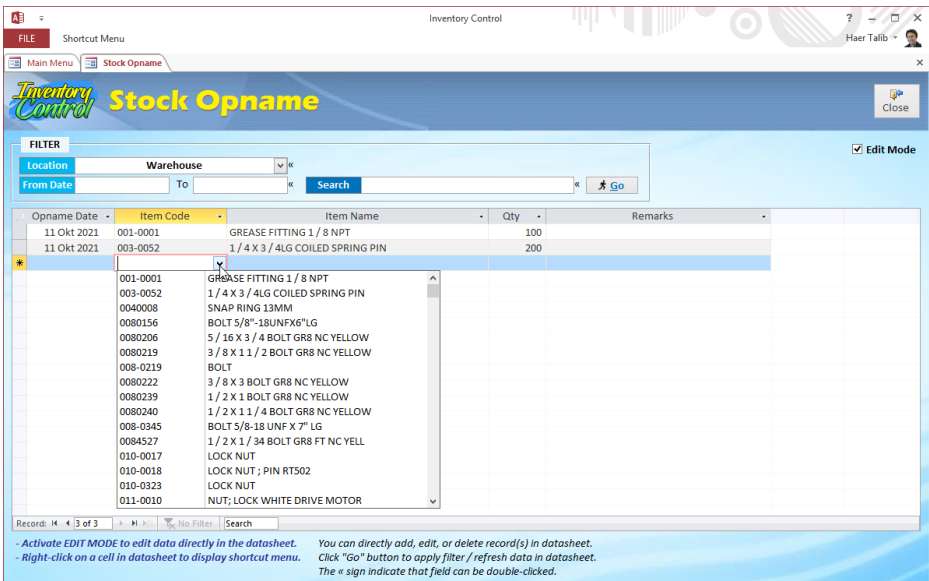 Inventory Control
? – X
FILE Shortcut Menu Haer Talib
Main Menu Stock Opname ×
Inventory Control Stock Opname Close
FILTER
Location Warehouse « Edit Mode
From Date To « Search « Go
Opname Date Item Code Item Name Qty Remarks
11 Okt 2021 001-0001 GREASE FITTING 1 / 8 NPT 100
11 Okt 2021 003-0052 1 / 4 X 3 / 4LG COILED SPRING PIN 200
001-0001 GREASE FITTING 1 / 8 NPT
003-0052 1 / 4 X 3 / 4LG COILED SPRING PIN
0040008 SNAP RING 13MM
0080156 BOLT 5/8"-18UNFX6"LG
0080206 5 / 16 X 3 / 4 BOLT GR8 NC YELLOW
0080219 3 / 8 X 1 1 / 2 BOLT GR8 NC YELLOW
008-0219 BOLT
0080222 3 / 8 X 3 BOLT GR8 NC YELLOW
0080239 1 / 2 X 1 BOLT GR8 NC YELLOW
0080240 1 / 2 X 1 1 / 4 BOLT GR8 NC YELLOW
008-0345 BOLT 5/8-18 UNF X 7" LG
0084527 1 / 2 X 1 / 34 BOLT GR8 FT NC YELL
010-0017 LOCK NUT
010-0018 LOCK NUT ; PIN RT502
010-0323 LOCK NUT
011-0010 NUT; LOCK WHITE DRIVE MOTOR
Record: 3 of 3 No Filter Search
- Activate EDIT MODE to edit data directly in the datasheet. You can directly add, edit, or delete record(s) in datasheet.
- Right-click on a cell in datasheet to display shortcut menu. Click "Go" button to apply filter / refresh data in datasheet.
The « sign indicate that field can be double-clicked.